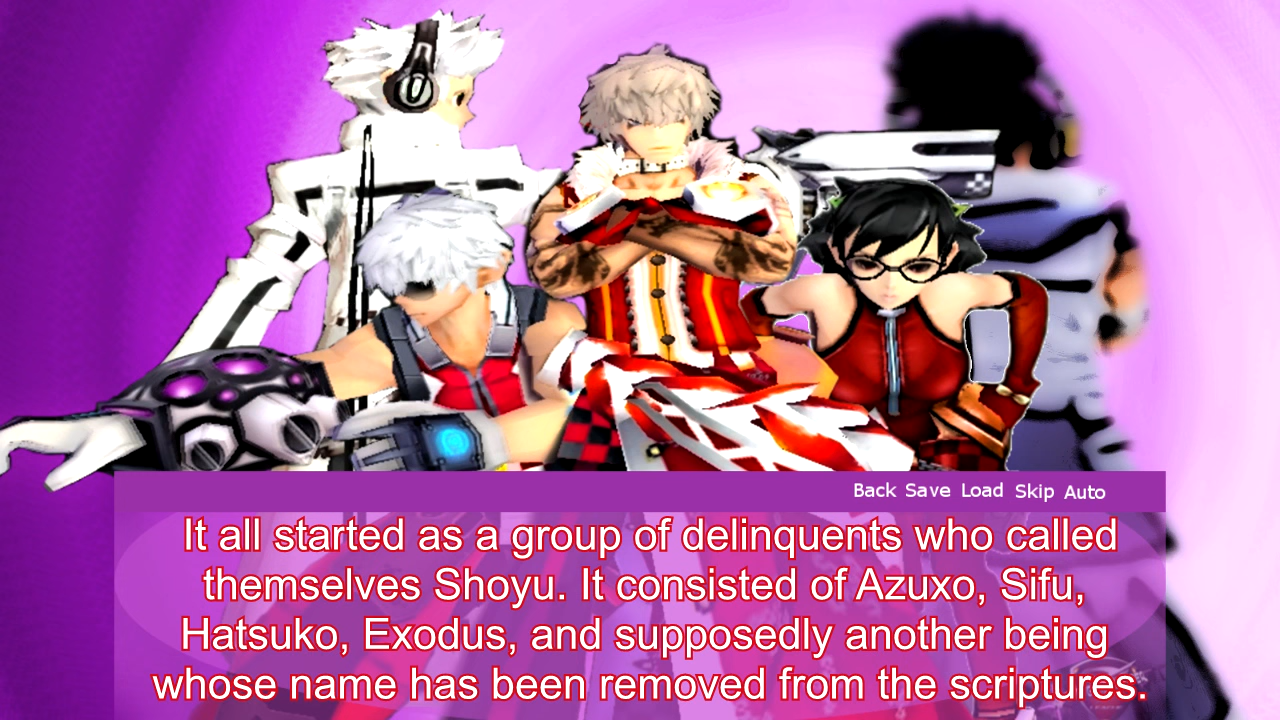 Back Save Load Skip Auto
It all started as a group of delinquents who called
themselves Shoyu. It consisted of Azuxo, Sifu,
Hatsuko, Exodus, and supposedly another being
whose name has been removed from the scriptures.